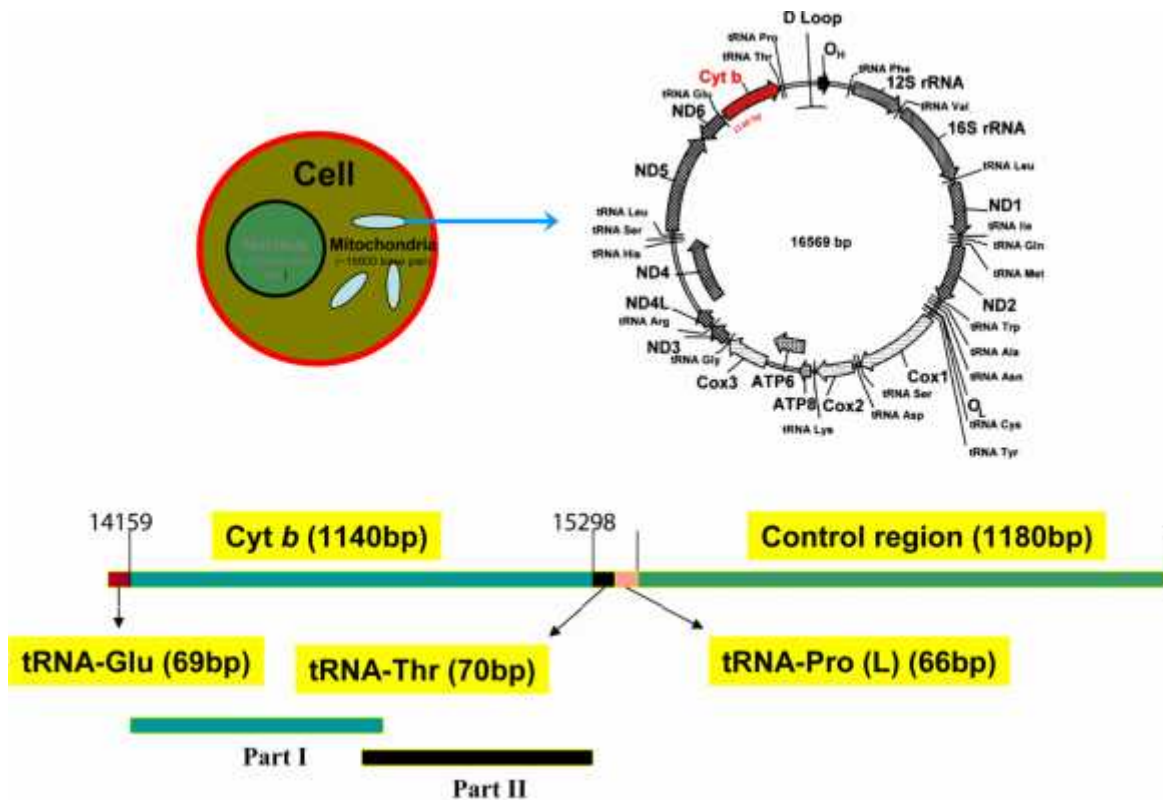 D Loop
tRNA Pro
OH
tRNA Thr
tRNA Phe
Cyt b
12S rRNA
tRNA Glu
tRNA Val
ND6
1140 bp
16S rRNA
ND5
tRNA Leu
Cell
ND1
tRNA Leu
tRNA Ile
tRNA Ser
tRNA Gln
Mitochondria
16569 bp
tRNA His
tRNA Met
ND4
ND2
ND4L
tRNA Trp
tRNA Arg
tRNA Ala
ND3
tRNA Gly
tRNA Asn
Cox3
ATP6
Cox1
tRNA Ser
ATP8
Cox2
OL
tRNA Asp
tRNA Lys
tRNA Cys
tRNA Tyr
14159
15298
Cyt b (1140bp)
Control region (1180bp)
tRNA-Glu (69bp)
tRNA-Thr (70bp)
tRNA-Pro (L) (66bp)
Part I
Part II